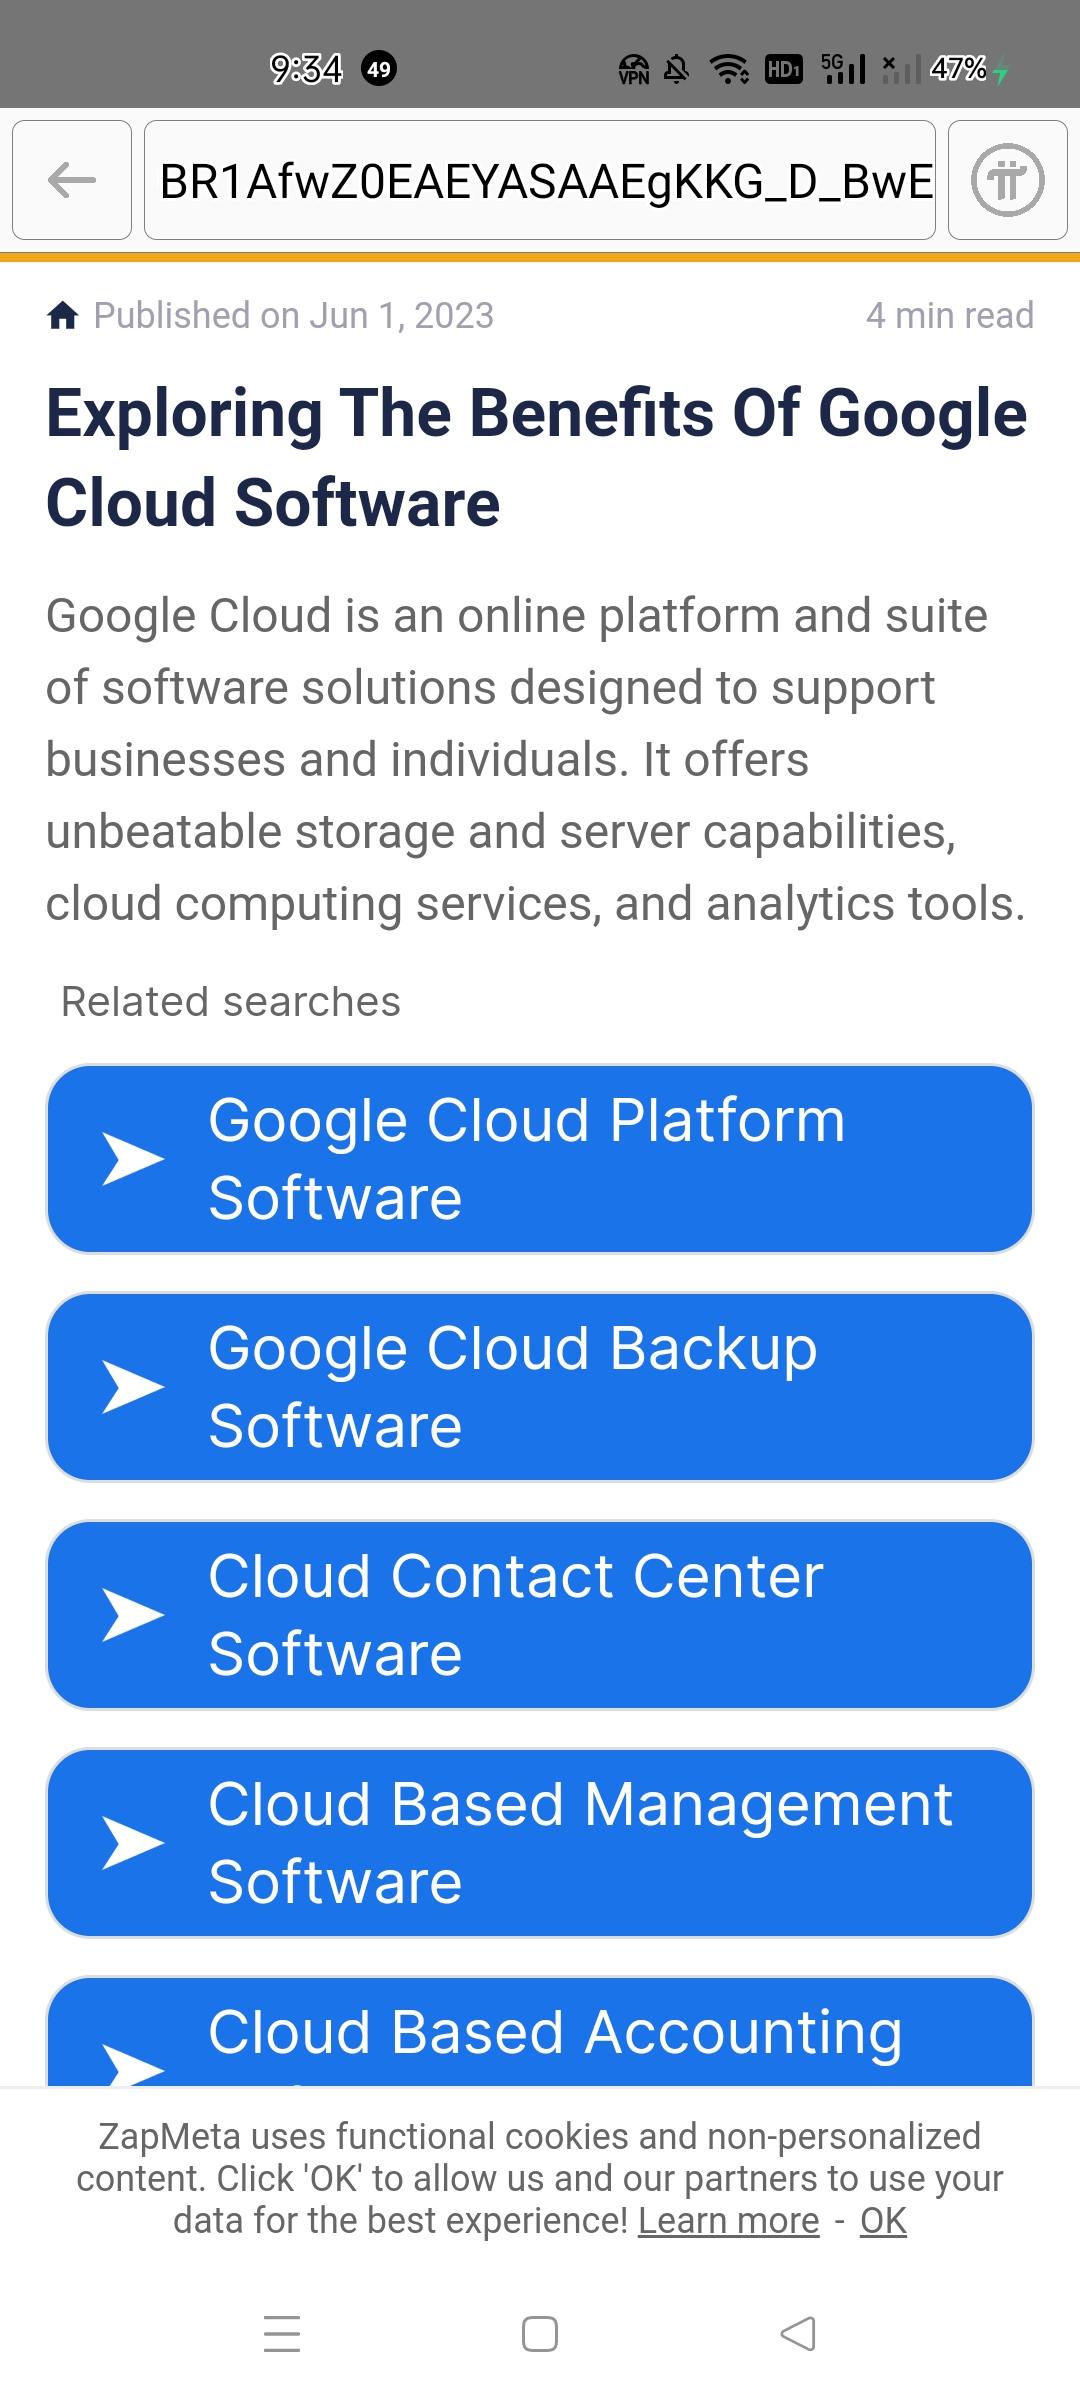 9:34 49 VPN HD1 5G 47%
BR1AfwZ0EAEYASAAEgKKG_D_BwE
Published on Jun 1, 2023 4 min read
Exploring The Benefits Of Google
Cloud Software
Google Cloud is an online platform and suite
of software solutions designed to support
businesses and individuals. It offers
unbeatable storage and server capabilities,
cloud computing services, and analytics tools.
Related searches
Google Cloud Platform
Software
Google Cloud Backup
Software
Cloud Contact Center
Software
Cloud Based Management
Software
Cloud Based Accounting
ZapMeta uses functional cookies and non-personalized
content. Click 'OK' to allow us and our partners to use your
data for the best experience! Learn more - OK